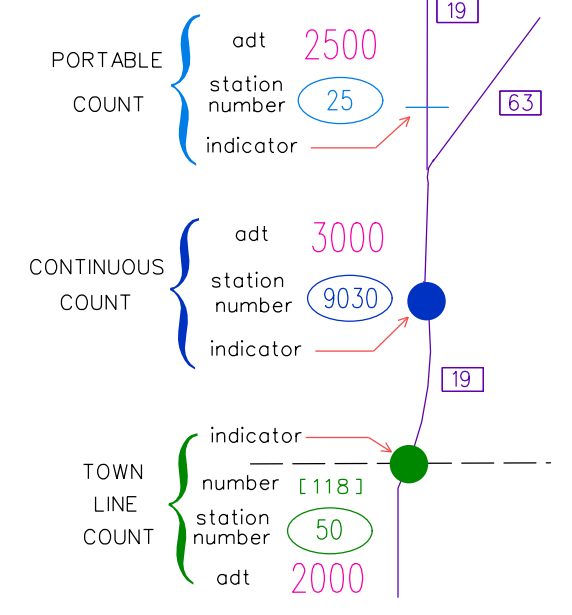 19
adt 2500
PORTABLE
COUNT
station
number 25
63
indicator
adt 3000
CONTINUOUS
COUNT
station
number 9030
indicator
19
indicator
TOWN
LINE
COUNT
number [118]
station
number 50
adt 2000